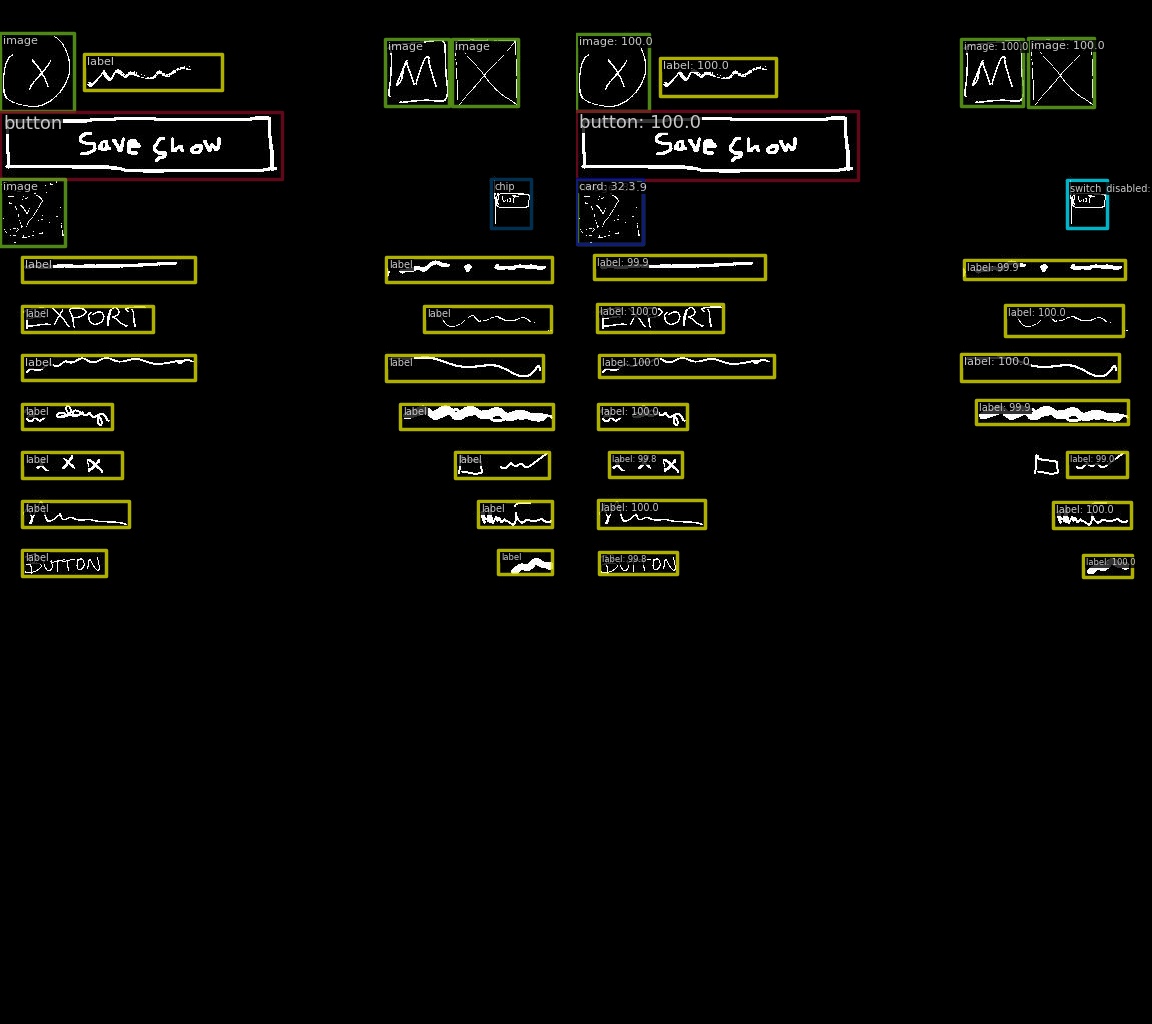 image image image image: 100.0 image: 100.0 image: 100.0
label label: 100.0
X M X M
button button: 100.0
Save Show Save Show
image chip card: switch_disabled:
label label label: 99.9 label: 99.9
label label label: 100.0 label: 100.0
EXPORT
label label label: 100.0 label: 100.0
label label label: 100.0 label: 99.9
label label label: 99.8 label: 99.0
x x
label label label: 100.0 label: 100.0
label label label: 99.8 label: 100.0
BUTTON BUTTON